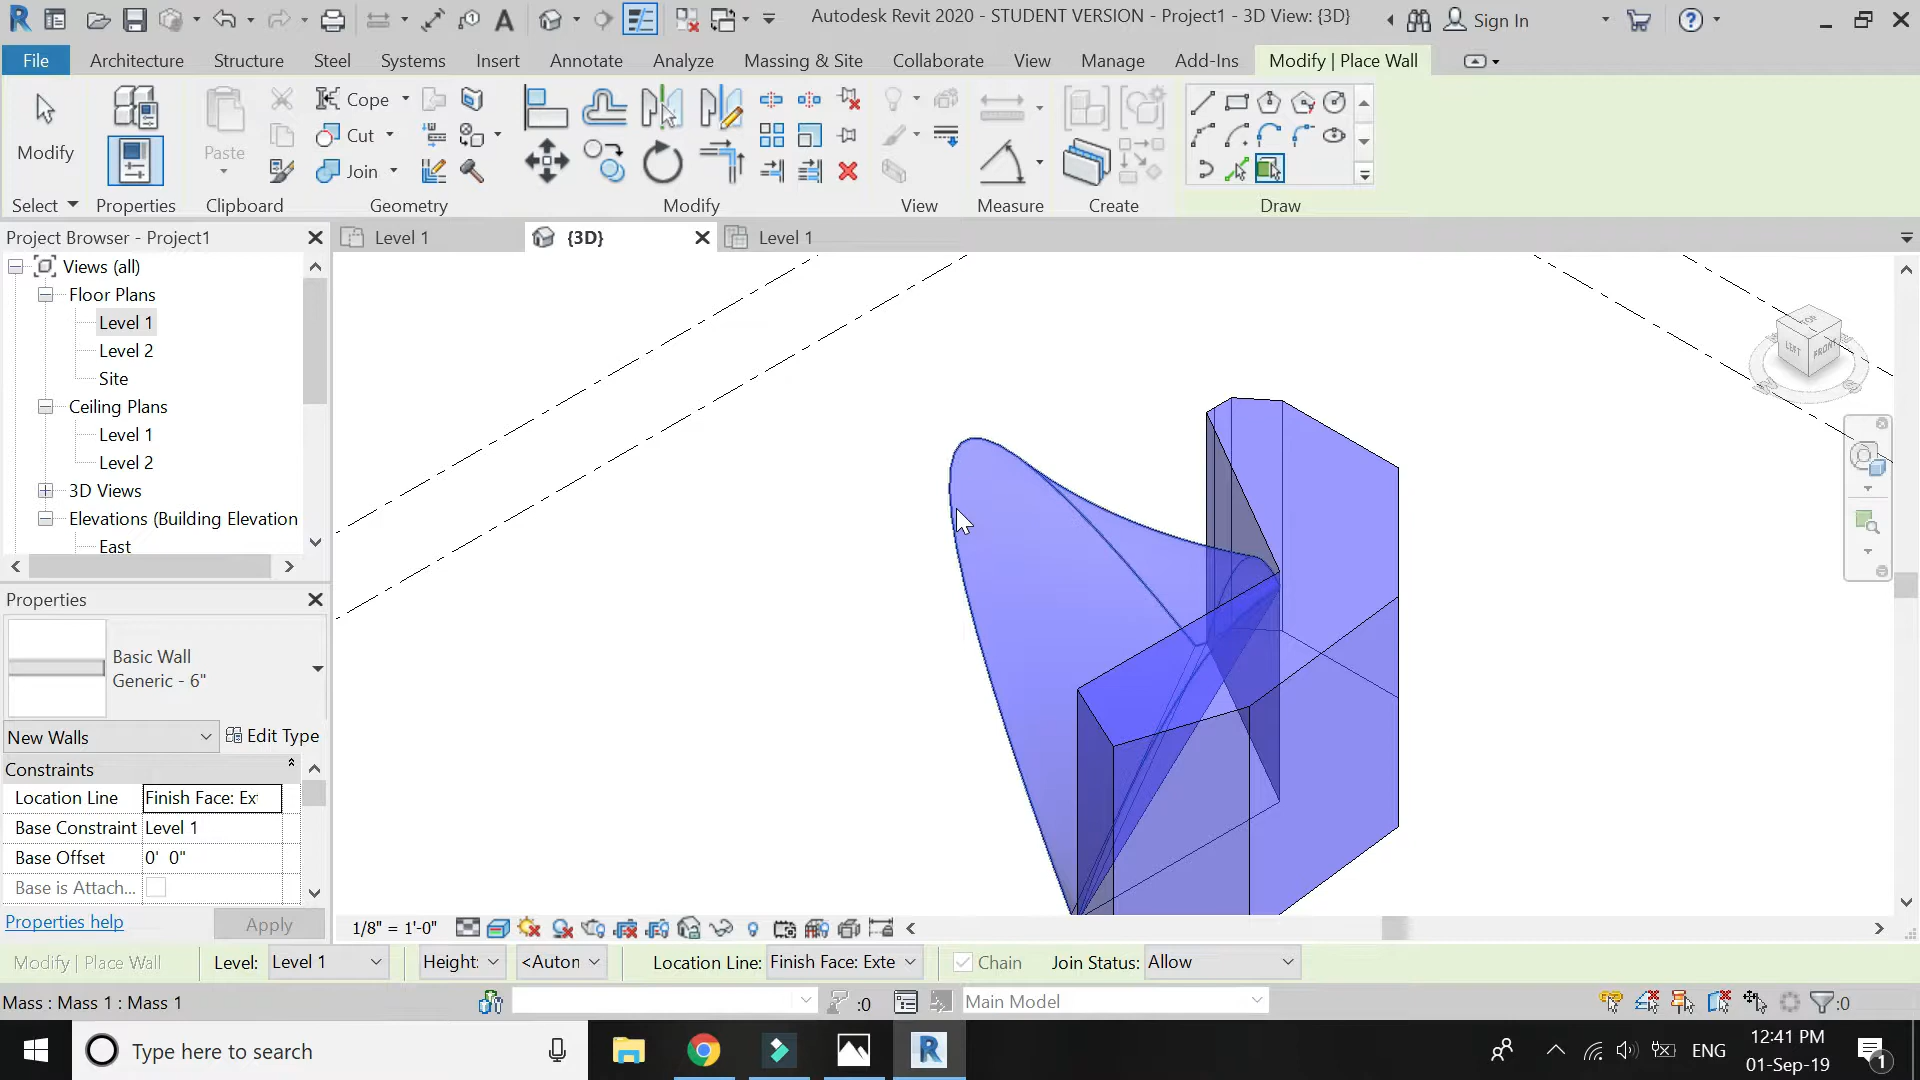 Autodesk Revit 2020 - STUDENT VERSION - Project1 - 3D View: {3D}
Sign In
File
Architecture
Structure
Steel
Systems
Insert
Annotate
Analyze
Massing & Site
Collaborate
View
Manage
Add-Ins
Modify | Place Wall
Modify
Paste
Cope
Cut
Join
Select
Properties
Clipboard
Geometry
Modify
View
Measure
Create
Draw
Project Browser - Project1
Level 1
{3D}
Level 1
Views (all)
Floor Plans
Level 1
Level 2
Site
Ceiling Plans
Level 1
Level 2
3D Views
Elevations (Building Elevation
East
TOP
LEFT
FRONT
Properties
Basic Wall
Generic - 6"
New Walls
Edit Type
Constraints
Location Line
Finish Face: Ex
Base Constraint
Level 1
Base Offset
0' 0"
Base is Attach...
Properties help
Apply
1/8" = 1'-0"
Modify | Place Wall
Level:
Level 1
Height:
<Auton
Location Line:
Finish Face: Exte
Chain
Join Status:
Allow
Mass : Mass 1 : Mass 1
:0
Main Model
:0
Type here to search
ENG
12:41 PM
01-Sep-19
1